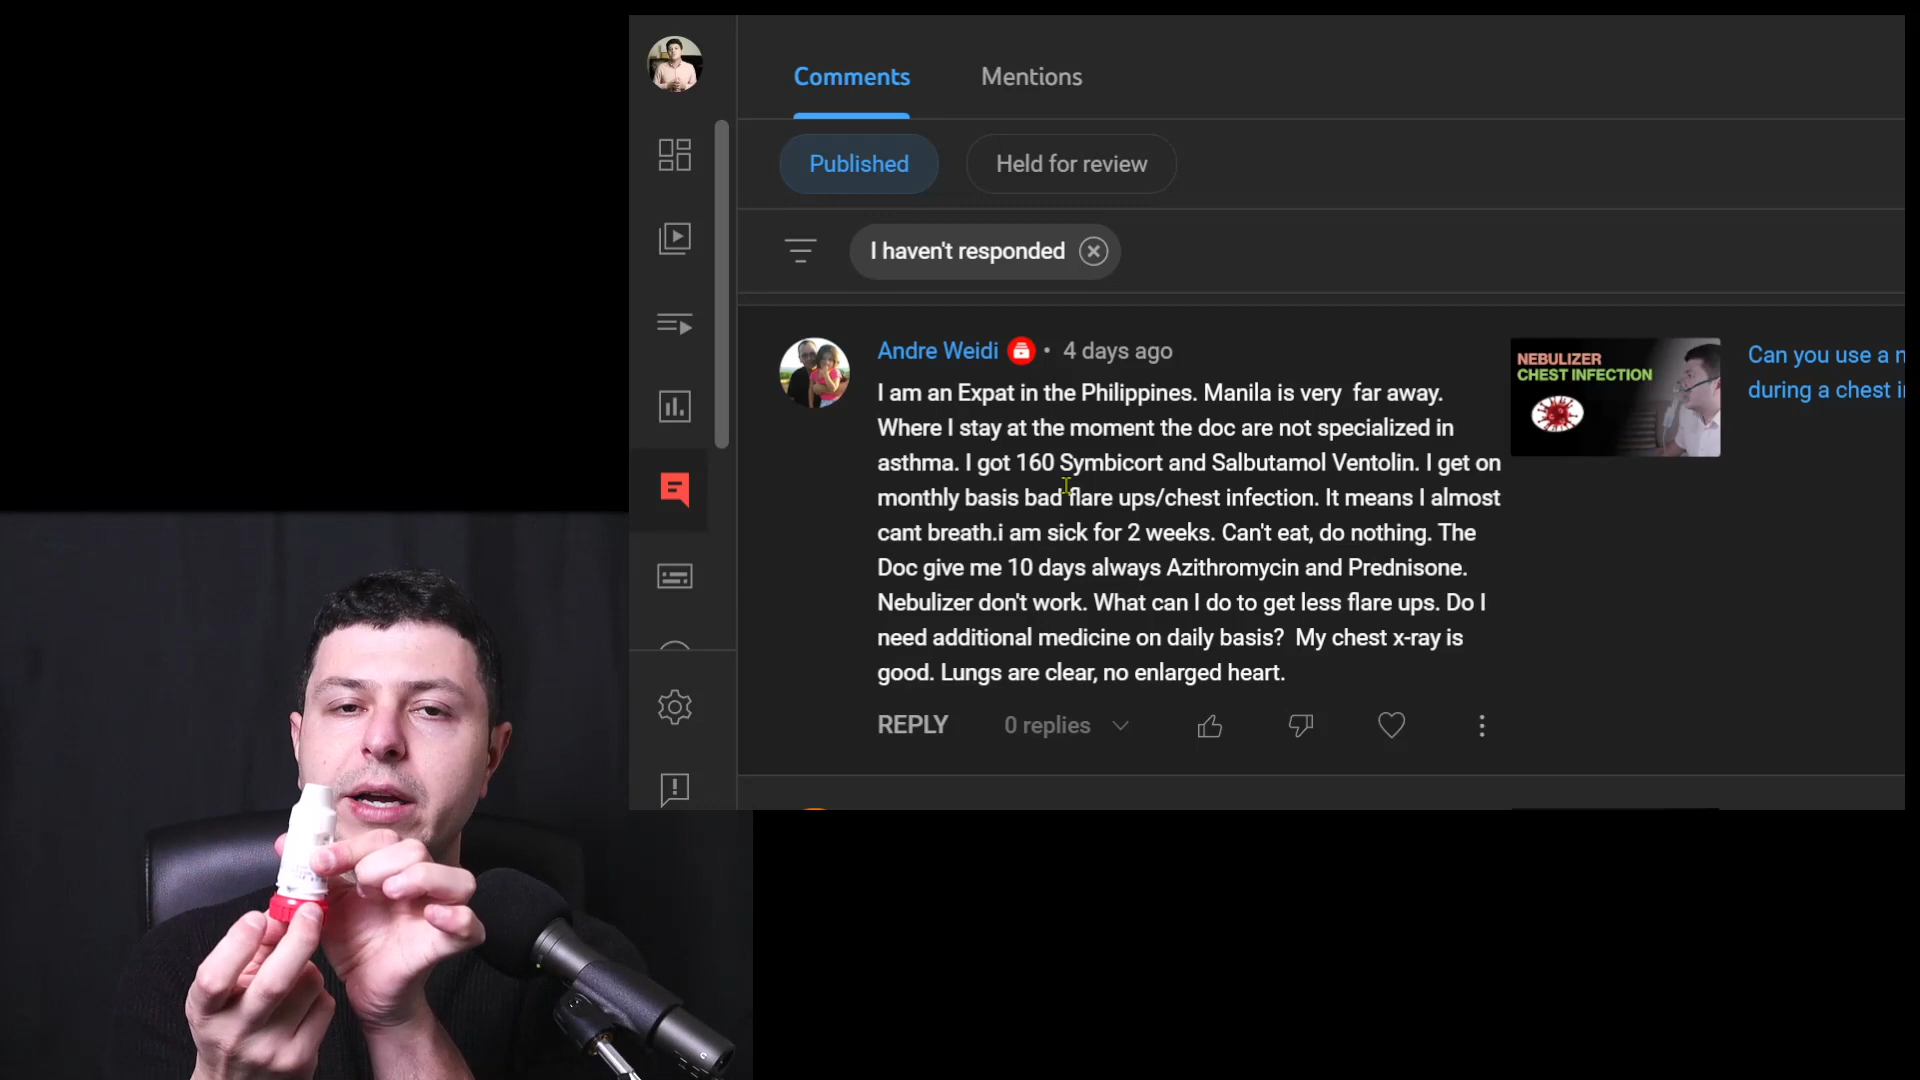 Comments Mentions
Published Held for review
I haven't responded
Andre Weidi • 4 days ago
I am an Expat in the Philippines. Manila is very  far away.
Where I stay at the moment the doc are not specialized in
asthma. I got 160 Symbicort and Salbutamol Ventolin. I get on
monthly basis bad flare ups/chest infection. It means I almost
cant breath.i am sick for 2 weeks. Can't eat, do nothing. The
Doc give me 10 days always Azithromycin and Prednisone.
Nebulizer don't work. What can I do to get less flare ups. Do I
need additional medicine on daily basis?  My chest x-ray is
good. Lungs are clear, no enlarged heart.
REPLY 0 replies
NEBULIZER
CHEST INFECTION
Can you use a
during a chest